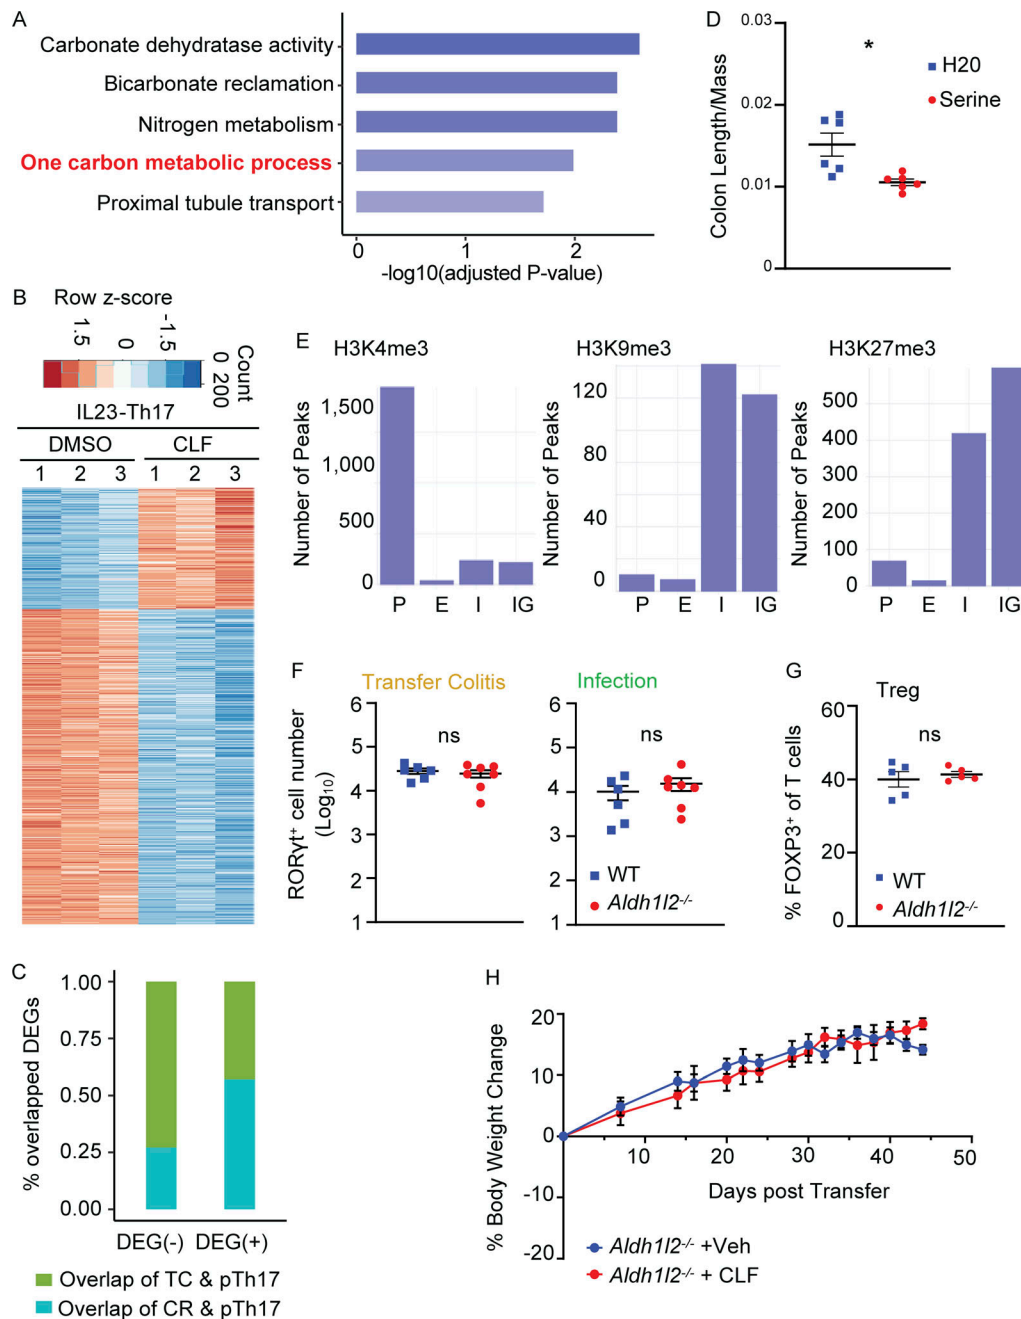 A
Carbonate dehydratase activity
Bicarbonate reclamation
Nitrogen metabolism
One carbon metabolic process
Proximal tubule transport
0 1 2
-log10(adjusted P-value)
D
0.03
0.02
0.01
0
Colon Length/Mass
*
H20
Serine
B
Row z-score
1.5 0 -1.5
Count
0 200
IL23-Th17
DMSO CLF
1 2 3 1 2 3
E
H3K4me3
Number of Peaks
1,500
1,000
500
0
P E I IG
H3K9me3
Number of Peaks
120
80
40
0
P E I IG
H3K27me3
Number of Peaks
500
400
300
200
100
0
P E I IG
F
Transfer Colitis
RORγt⁺ cell number
(Log₁₀)
6
5
4
3
2
1
ns
Infection
6
5
4
3
2
1
ns
WT
Aldh1l2⁻/⁻
G
Treg
% FOXP3⁺ of T cells
60
40
20
0
ns
WT
Aldh1l2⁻/⁻
C
% overlapped DEGs
1.00
0.75
0.50
0.25
0.00
DEG(-) DEG(+)
Overlap of TC & pTh17
Overlap of CR & pTh17
H
% Body Weight Change
20
10
0
-10
-20
10 20 30 40 50
Days post Transfer
Aldh1l2⁻/⁻ +Veh
Aldh1l2⁻/⁻ + CLF